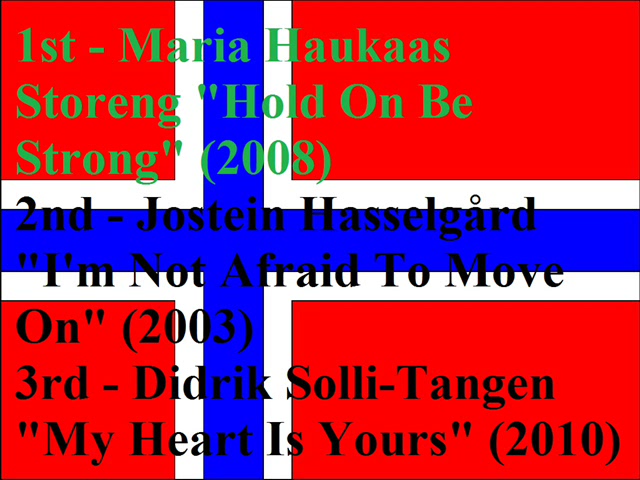 1st - Maria Haukaas
Storeng "Hold On Be
Strong" (2008)
2nd - Jostein Hasselgård
"I'm Not Afraid To Move
On" (2003)
3rd - Didrik Solli-Tangen
"My Heart Is Yours" (2010)